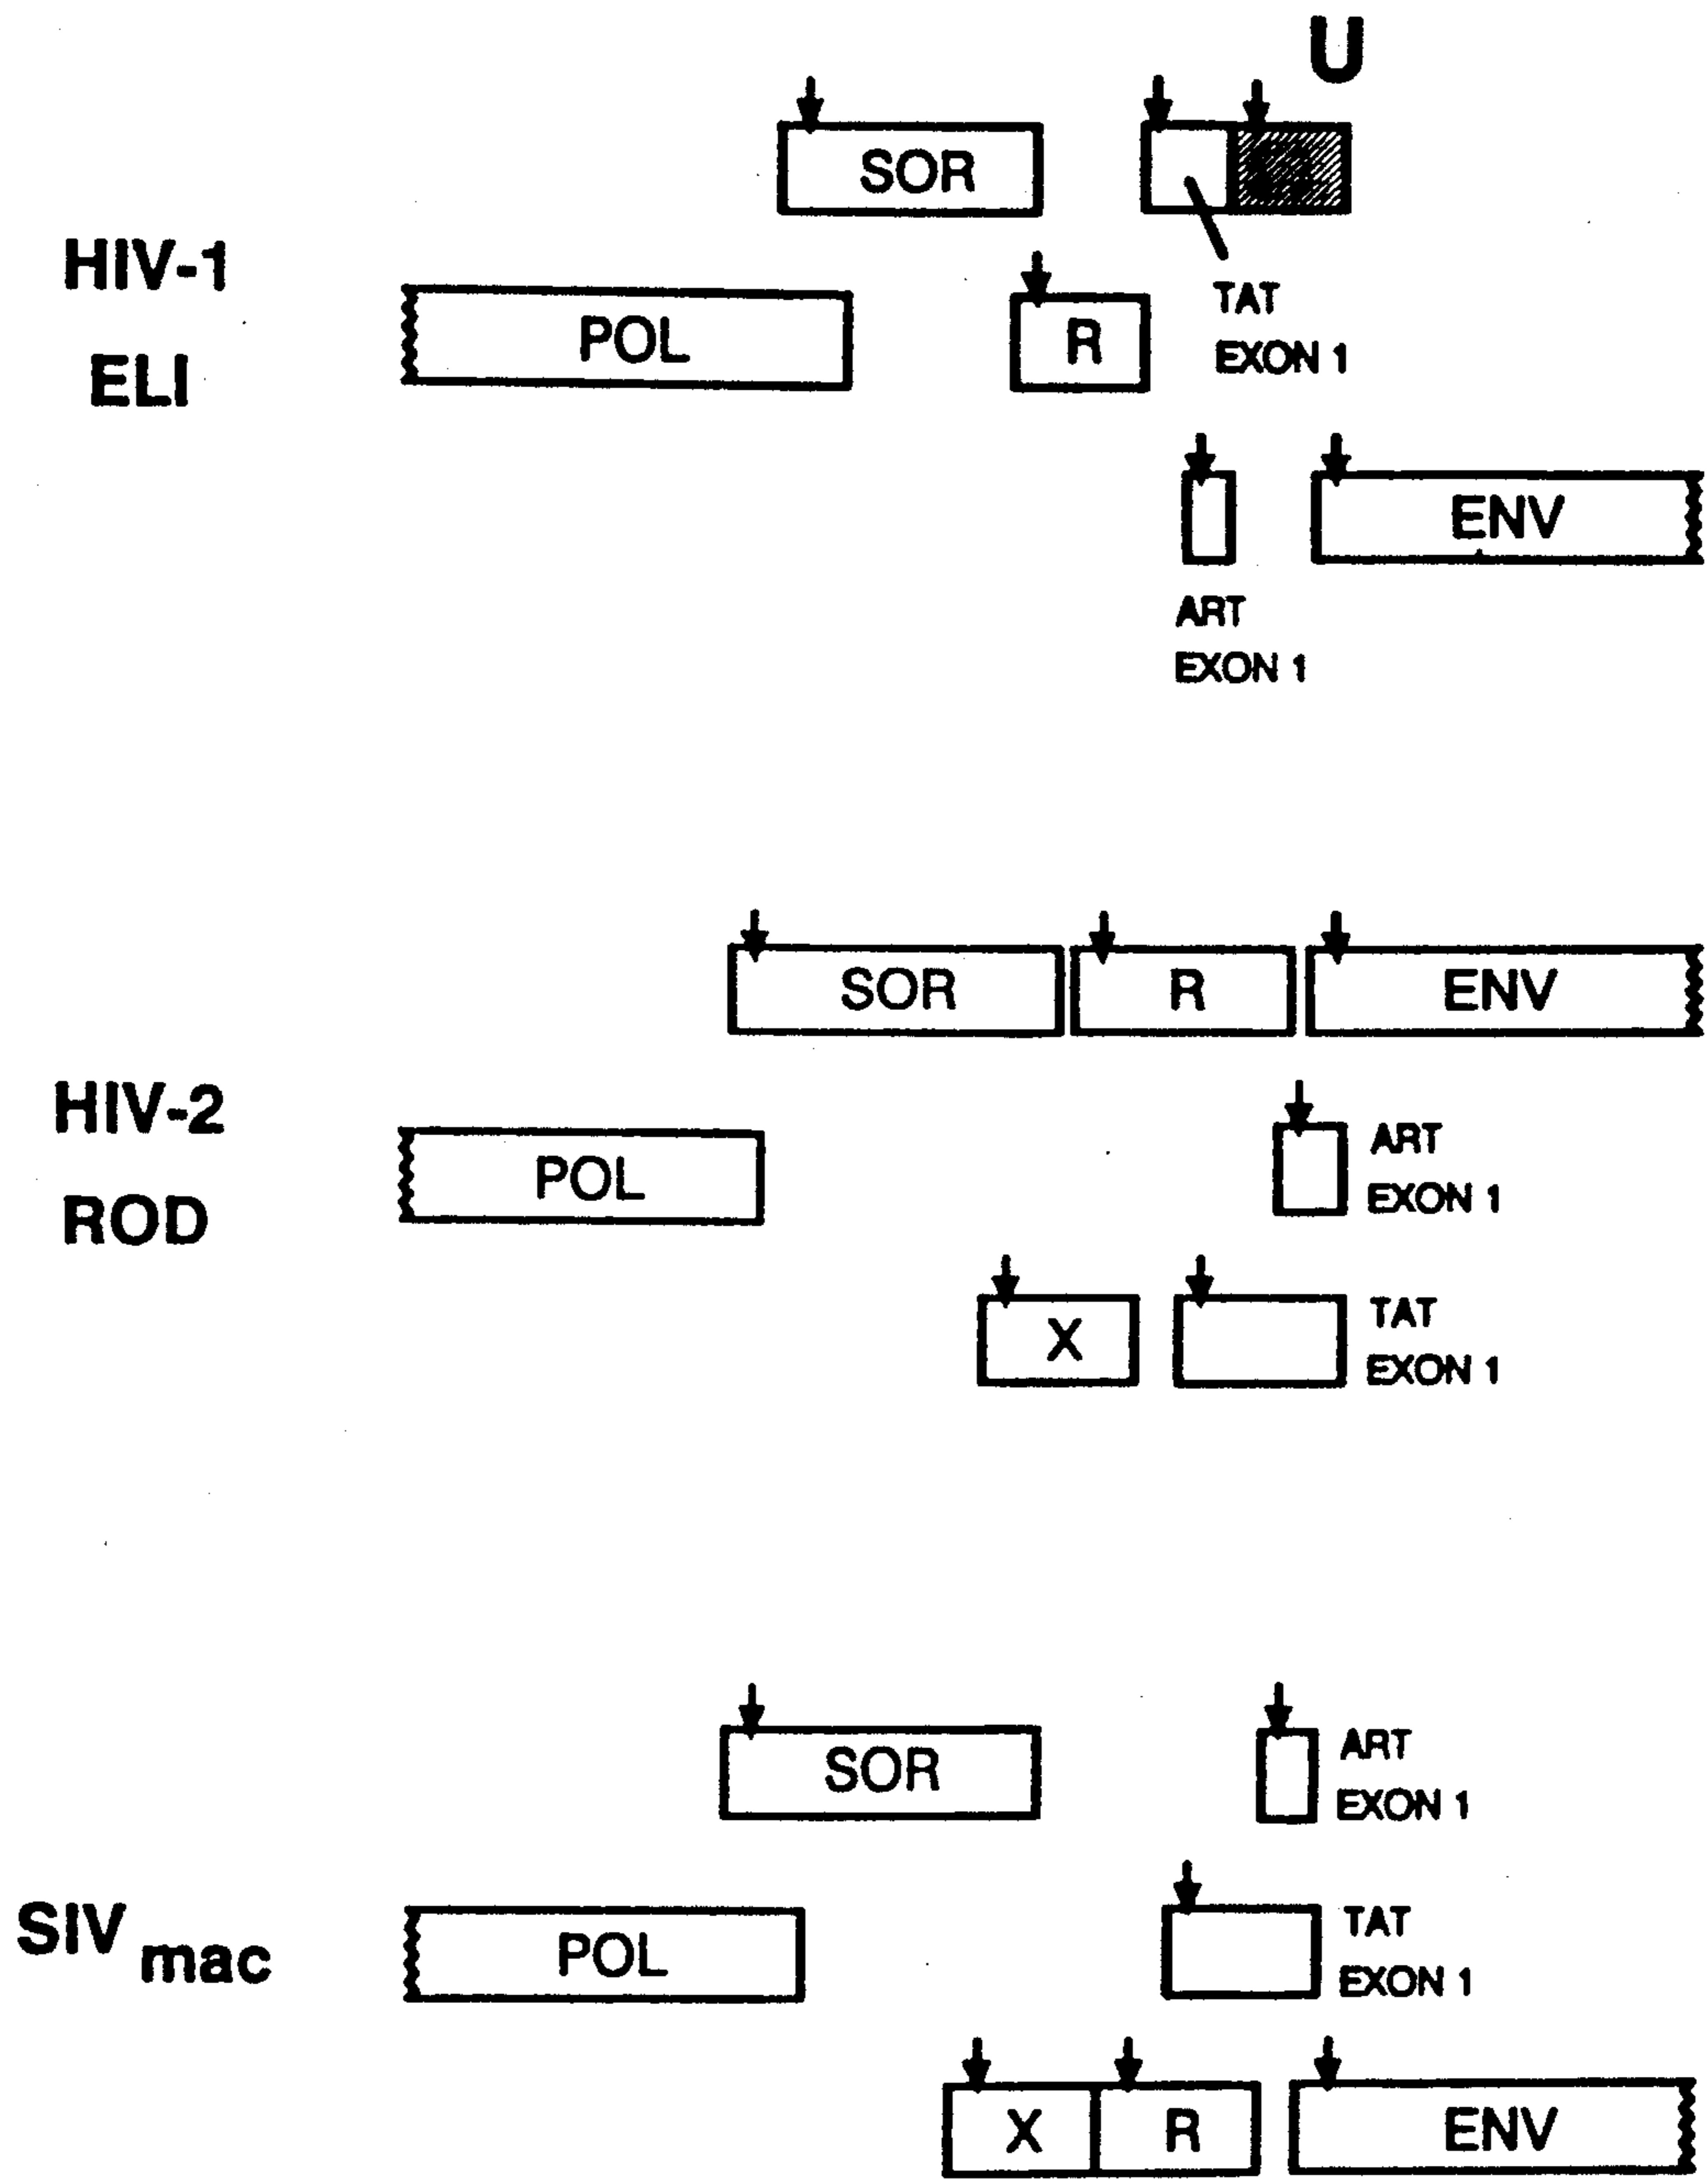 U
SOR
HIV-1
ELI
POL
R
TAT
EXON 1
ENV
ART
EXON 1
SOR
R
ENV
HIV-2
ROD
POL
ART
EXON 1
X
TAT
EXON 1
SOR
ART
EXON 1
SIV mac
POL
TAT
EXON 1
X
R
ENV